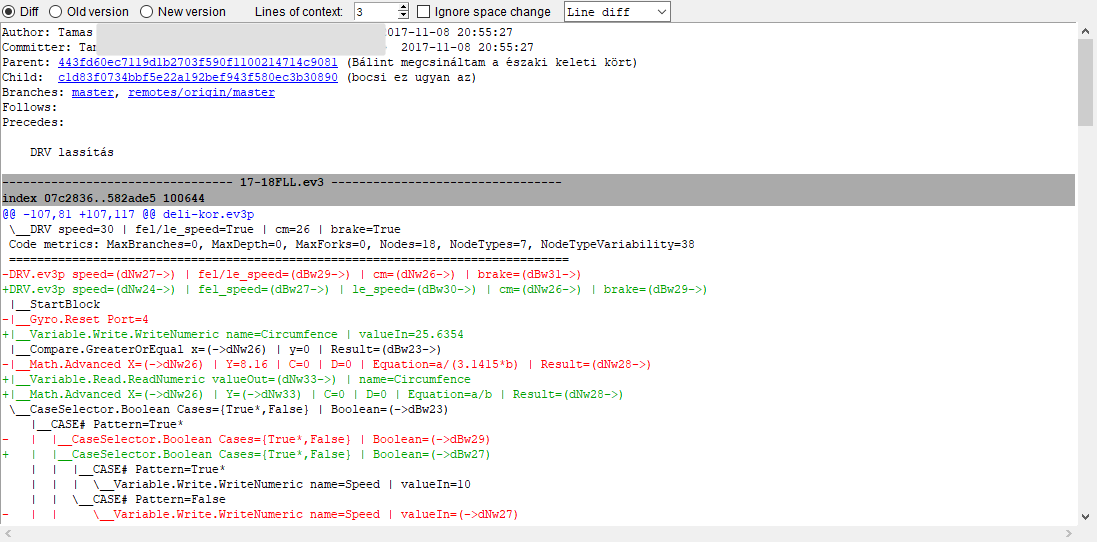 Diff Old version New version Lines of context: 3 Ignore space change Line diff
Author: Tamas 2017-11-08 20:55:27
Committer: Tam 2017-11-08 20:55:27
Parent: 443fd60ec7119d1b2703f590f1100214714c9081 (Bálint megcsináltam a északi keleti kört)
Child: c1d83f0734bbf5e22a192bef943f580ec3b30890 (bocsi ez ugyan az)
Branches: master, remotes/origin/master
Follows:
Precedes:
DRV lassítás
--------------------------------- 17-18FLL.ev3 ---------------------------------
index 07c2836..582ade5 100644
@@ -107,81 +107,117 @@ deli-kor.ev3p
\__DRV speed=30 | fel/le_speed=True | cm=26 | brake=True
Code metrics: MaxBranches=0, MaxDepth=0, MaxForks=0, Nodes=18, NodeTypes=7, NodeTypeVariability=38
================================================================================
-DRV.ev3p speed=(dNw27->) | fel/le_speed=(dBw29->) | cm=(dNw26->) | brake=(dBw31->)
+DRV.ev3p speed=(dNw24->) | fel_speed=(dBw27->) | le_speed=(dBw30->) | cm=(dNw26->) | brake=(dBw29->)
|__StartBlock
-|__Gyro.Reset Port=4
+|__Variable.Write.WriteNumeric name=Circumfence | valueIn=25.6354
|__Compare.GreaterOrEqual x=(->dNw26) | y=0 | Result=(dBw23->)
-|__Math.Advanced X=(->dNw26) | Y=8.16 | C=0 | D=0 | Equation=a/(3.1415*b) | Result=(dNw28->)
+|__Variable.Read.ReadNumeric valueOut=(dNw33->) | name=Circumfence
+|__Math.Advanced X=(->dNw26) | Y=(->dNw33) | C=0 | D=0 | Equation=a/b | Result=(dNw28->)
\__CaseSelector.Boolean Cases={True*,False} | Boolean=(->dBw23)
|__CASE# Pattern=True*
- | |__CaseSelector.Boolean Cases={True*,False} | Boolean=(->dBw29)
+ | |__CaseSelector.Boolean Cases={True*,False} | Boolean=(->dBw27)
| | |__CASE# Pattern=True*
| | | \__Variable.Write.WriteNumeric name=Speed | valueIn=10
| | \__CASE# Pattern=False
- | | \__Variable.Write.WriteNumeric name=Speed | valueIn=(->dNw27)